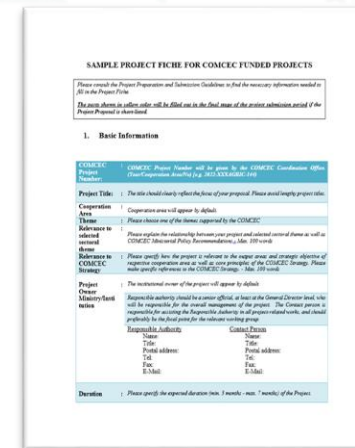 SAMPLE PROJECT FICHE FOR COMCEC FUNDED PROJECTS
Please consult the Project Preparation and Submission Guidelines to find the necessary information needed to
fill in the Project Fiche
The parts shown in yellow color will be filled out in the final stage of the project submission period if the
Project Proposal is short-listed.
1. Basic Information
COMCEC Project Number: : COMCEC Project Number will be given by the COMCEC Coordination Office
(Year/Cooperation Area/No)
Project Title: : The title should clearly reflect the focus of your proposal. Please avoid lengthy project titles.
Cooperation Area : Cooperation area will appear by default.
Theme : Please choose one of the themes supported by the COMCEC
Relevance to selected sectoral theme : Please explain the relationship between your project and selected sectoral theme as well as
COMCEC Ministerial Policy Recommendations. Max. 100 words
Relevance to COMCEC Strategy : Please specify how the project is relevant to the output areas and strategic objective of
respective cooperation area as well as core principles of the COMCEC Strategy. Please
make specific references to the COMCEC Strategy. - Max. 100 words
Project Owner Ministry/Institution : The institutional owner of the project will appear by default
Responsible authority should be a senior official, at least at the General Director level, who
will be responsible for the overall management of the project. The Contact person is
responsible for assisting the Responsible Authority in all project-related works, and should
preferably be the focal point for the relevant working group.
Responsible Authority Contact Person
Name: Name:
Title: Title:
Postal address: Postal address:
Tel: Tel:
Fax: Fax:
E-Mail: E-Mail:
Duration : Please specify the expected duration (min. 3 months - max. 7 months) of the Project.